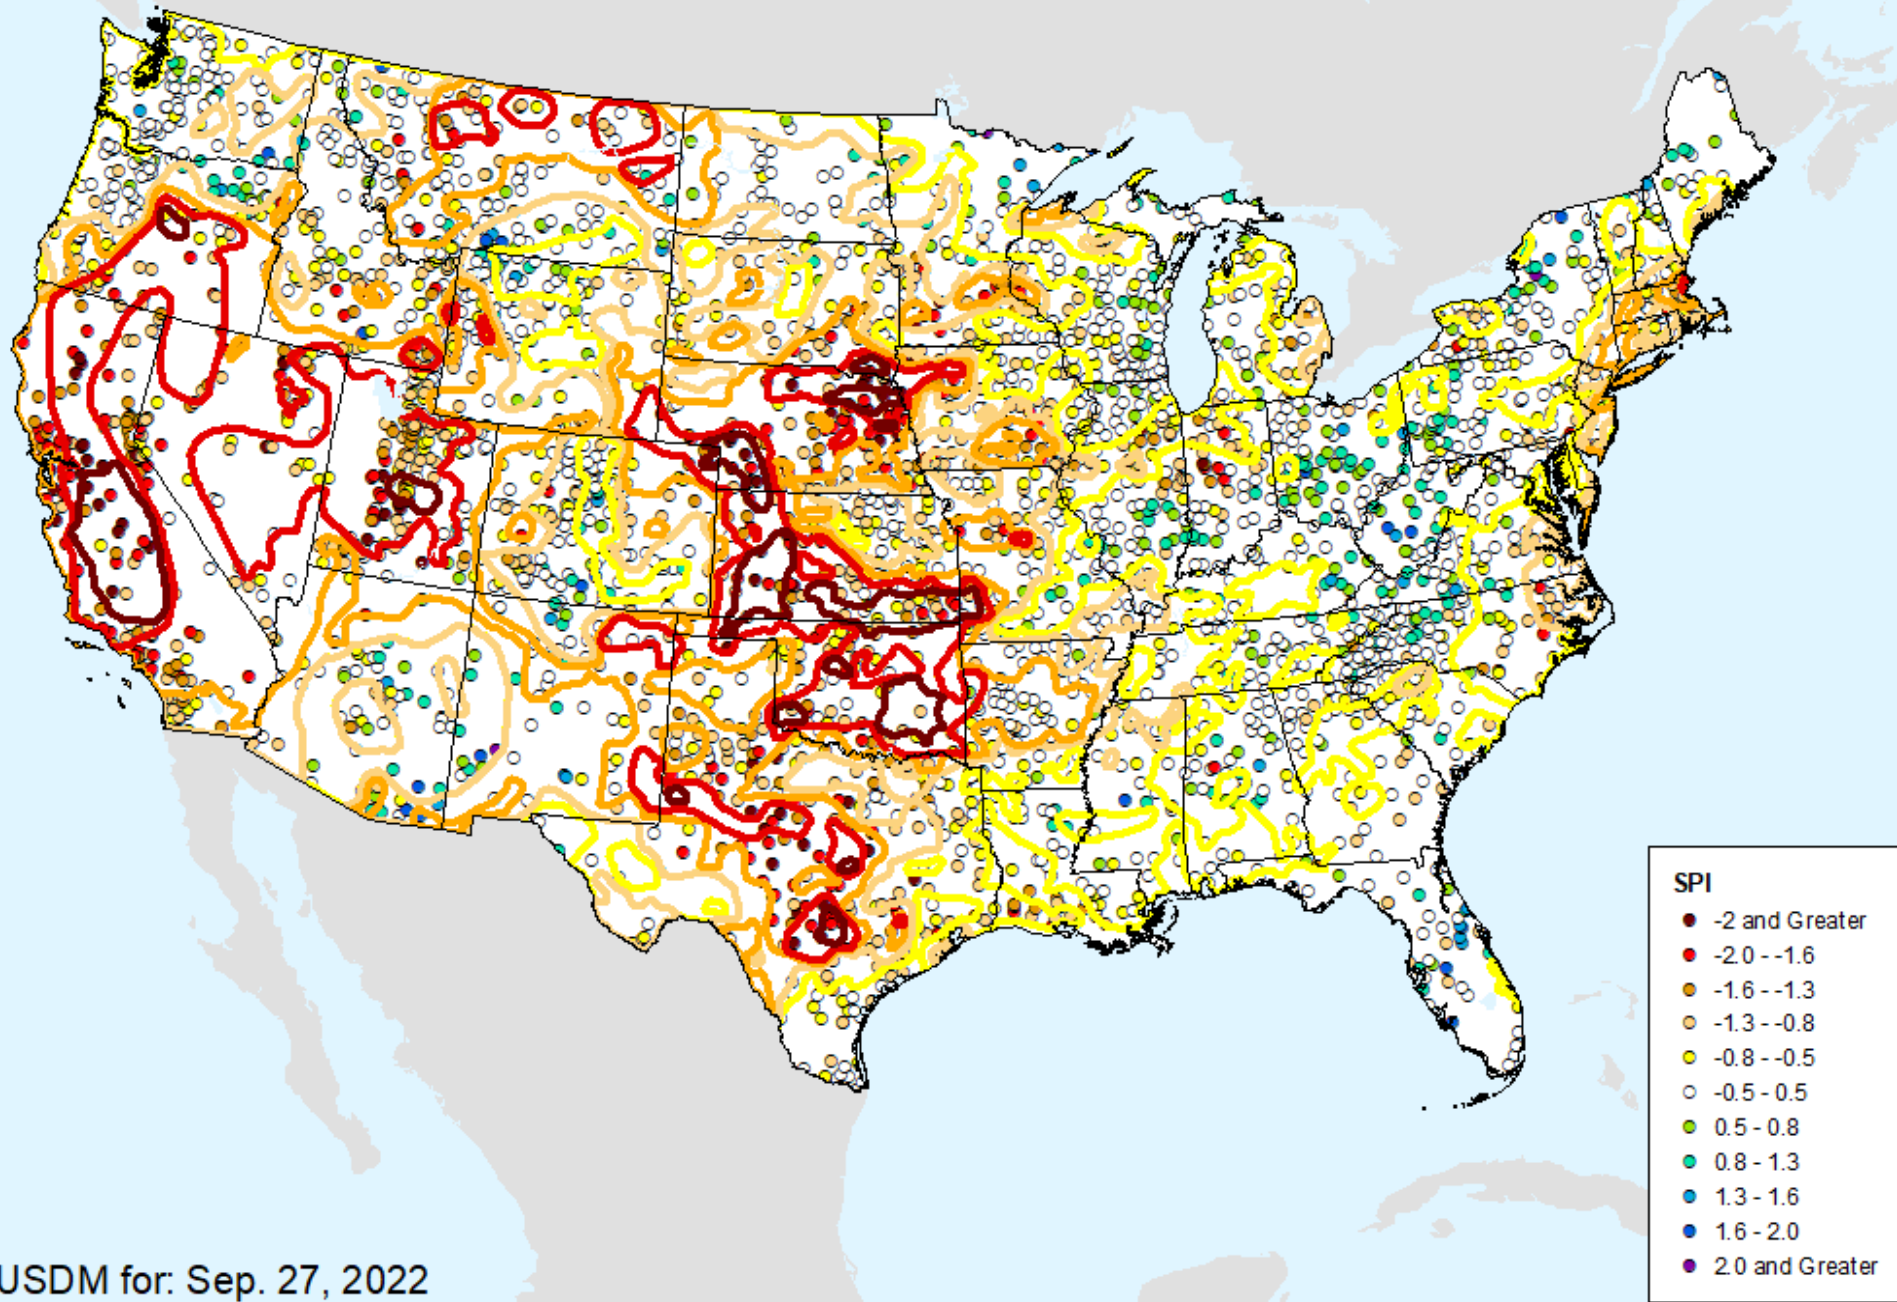 SPI
-2 and Greater
-2.0 - -1.6
-1.6 - -1.3
-1.3 - -0.8
-0.8 - -0.5
-0.5 - 0.5
0.5 - 0.8
0.8 - 1.3
1.3 - 1.6
1.6 - 2.0
2.0 and Greater
USDM for: Sep. 27, 2022